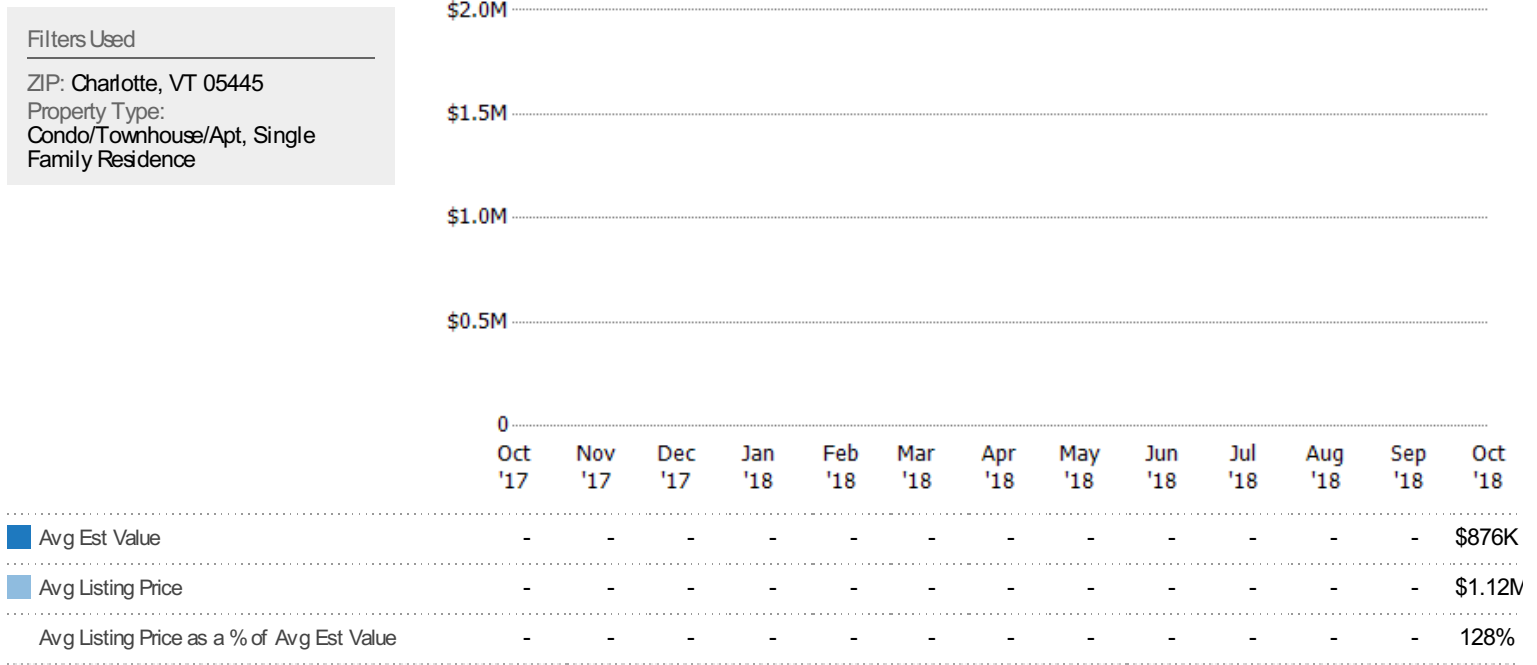 Filters Used
ZIP: Charlotte, VT 05445
Property Type:
Condo/Townhouse/Apt, Single
Family Residence
$2.0M
$1.5M
$1.0M
$0.5M
0
Oct Nov Dec Jan Feb Mar Apr May Jun Jul Aug Sep Oct
'17 '17 '17 '18 '18 '18 '18 '18 '18 '18 '18 '18 '18
Avg Est Value - - - - - - - - - - - - $876K
Avg Listing Price - - - - - - - - - - - - $1.12M
Avg Listing Price as a % of Avg Est Value - - - - - - - - - - - - 128%